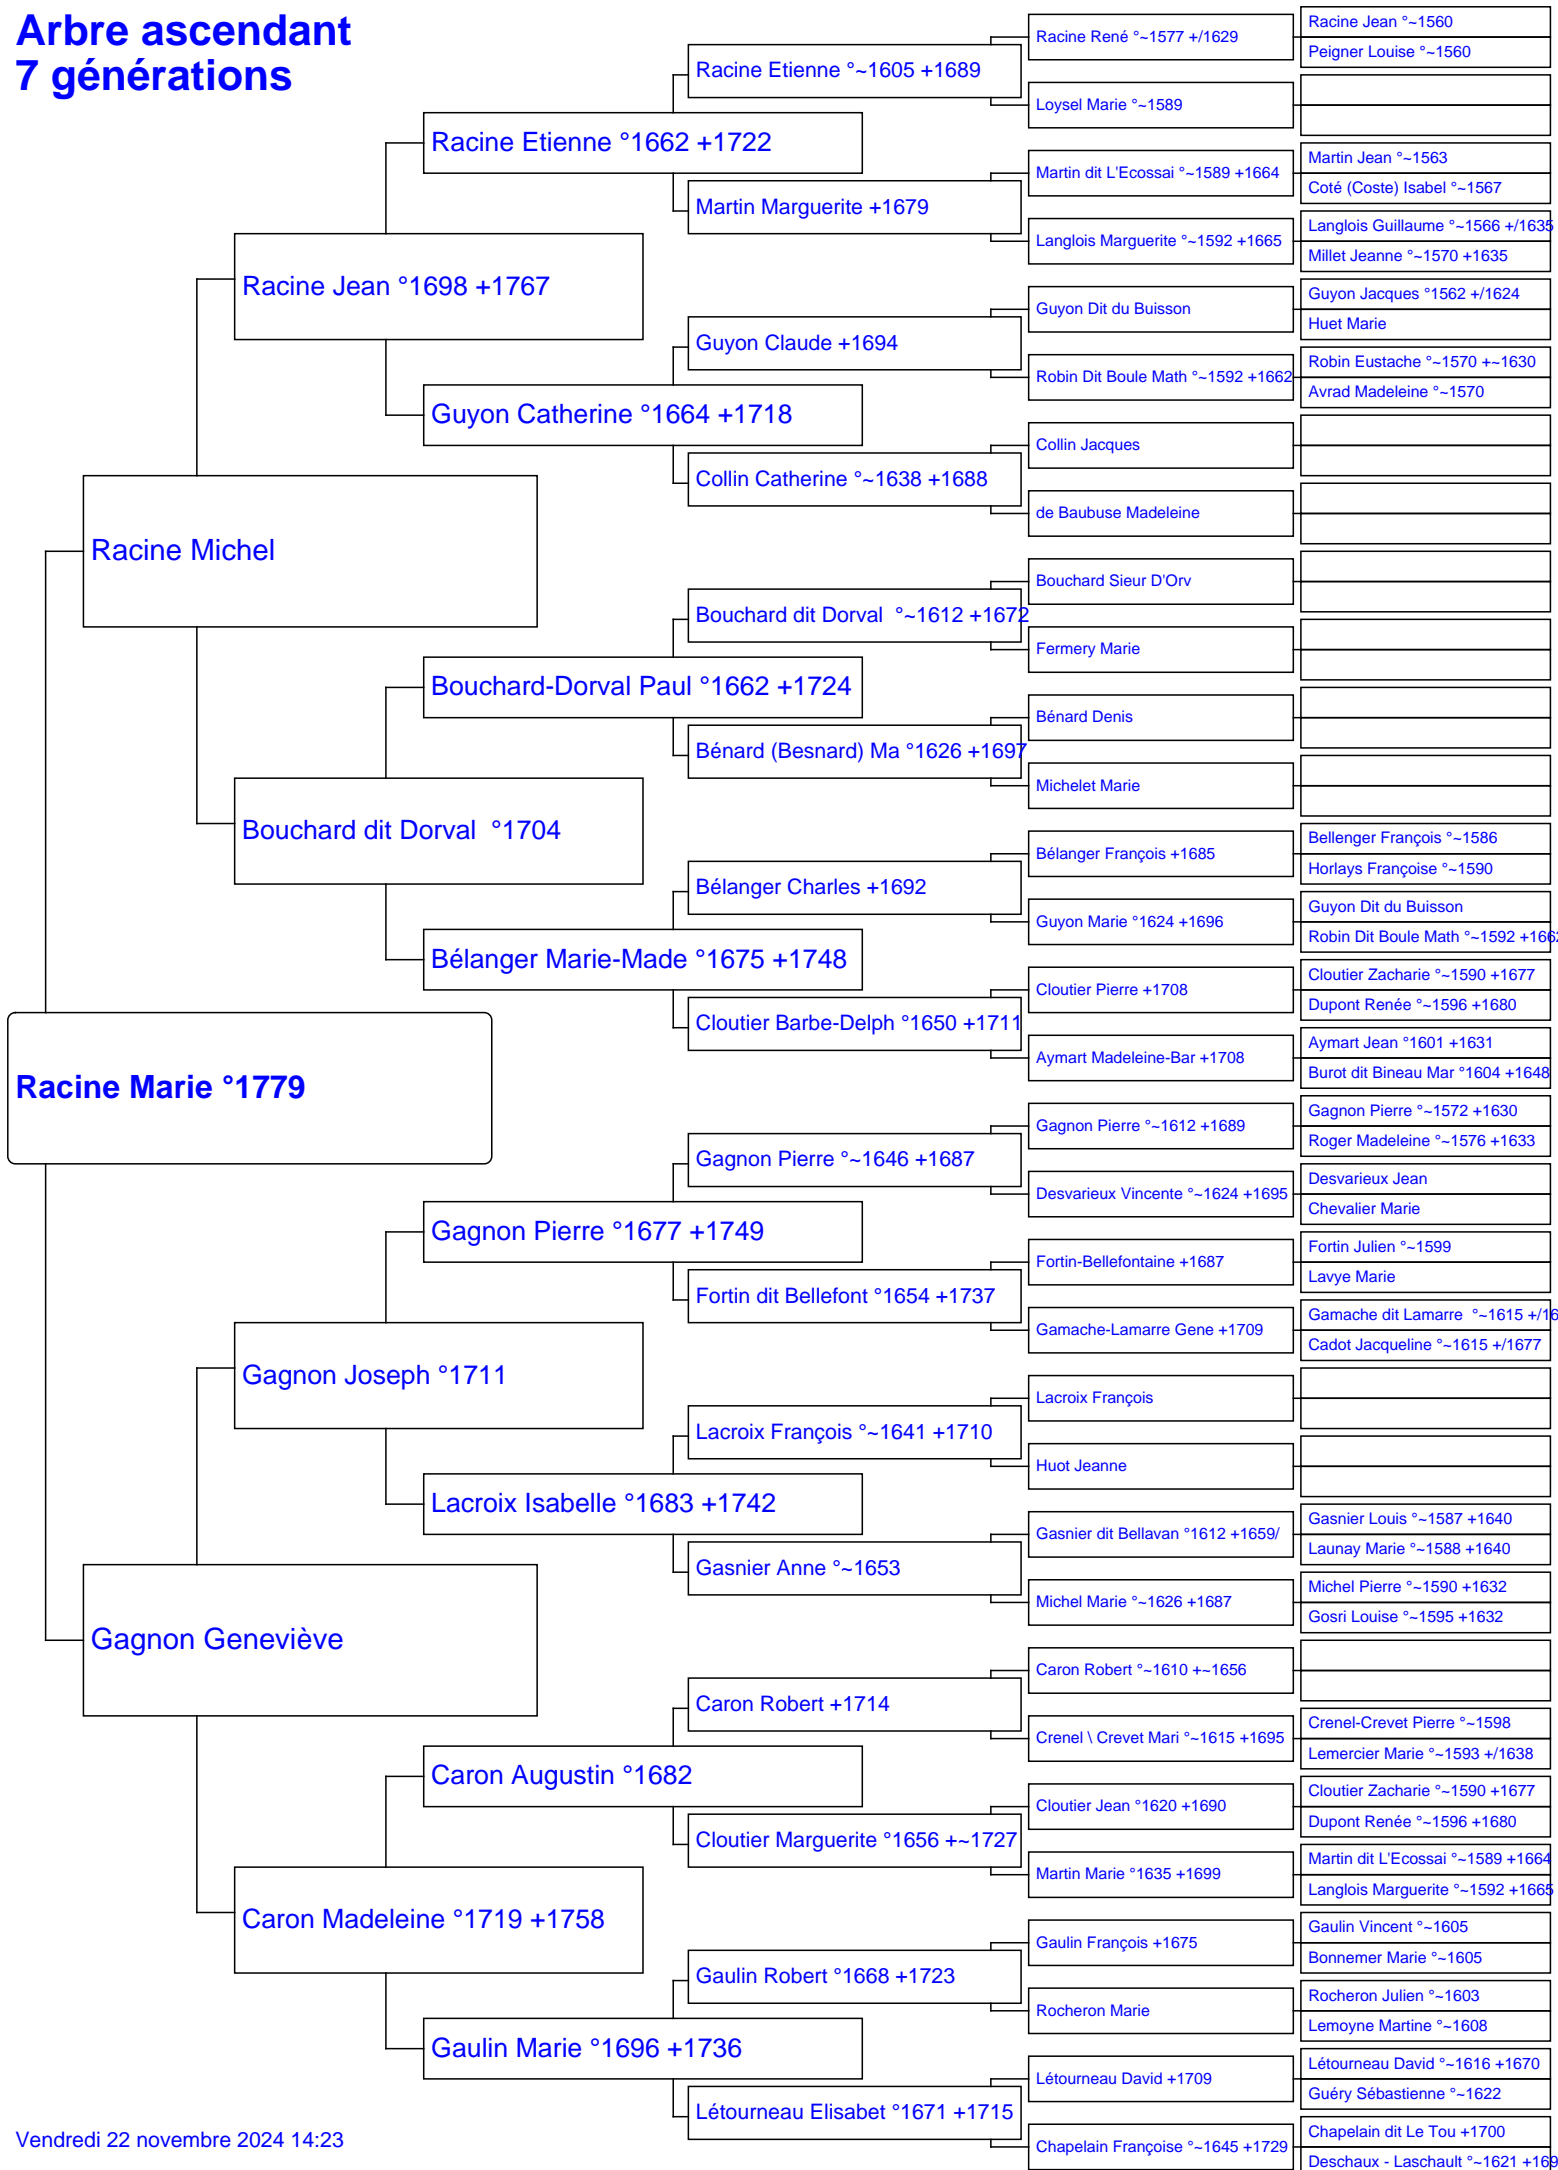 Arbre ascendant
7 générations
Racine Marie °1779
Racine Michel
Gagnon Geneviève
Racine Jean °1698 +1767
Bouchard dit Dorval  °1704
Gagnon Joseph °1711
Caron Madeleine °1719 +1758
Racine Etienne °1662 +1722
Guyon Catherine °1664 +1718
Bouchard-Dorval Paul °1662 +1724
Bélanger Marie-Made °1675 +1748
Gagnon Pierre °1677 +1749
Lacroix Isabelle °1683 +1742
Caron Augustin °1682
Gaulin Marie °1696 +1736
Racine Etienne °~1605 +1689
Martin Marguerite +1679
Guyon Claude +1694
Collin Catherine °~1638 +1688
Bouchard dit Dorval  °~1612 +1672
Bénard (Besnard) Ma °1626 +1697
Bélanger Charles +1692
Cloutier Barbe-Delph °1650 +1711
Gagnon Pierre °~1646 +1687
Fortin dit Bellefont °1654 +1737
Lacroix François °~1641 +1710
Gasnier Anne °~1653
Caron Robert +1714
Cloutier Marguerite °1656 +~1727
Gaulin Robert °1668 +1723
Létourneau Elisabet °1671 +1715
Racine René °~1577 +/1629
Loysel Marie °~1589
Martin dit L'Ecossai °~1589 +1664
Langlois Marguerite °~1592 +1665
Guyon Dit du Buisson
Robin Dit Boule Math °~1592 +1662
Collin Jacques
de Baubuse Madeleine
Bouchard Sieur D'Orv
Fermery Marie
Bénard Denis
Michelet Marie
Bélanger François +1685
Guyon Marie °1624 +1696
Cloutier Pierre +1708
Aymart Madeleine-Bar +1708
Gagnon Pierre °~1612 +1689
Desvarieux Vincente °~1624 +1695
Fortin-Bellefontaine +1687
Gamache-Lamarre Gene +1709
Lacroix François
Huot Jeanne
Gasnier dit Bellavan °1612 +1659/
Michel Marie °~1626 +1687
Caron Robert °~1610 +~1656
Crenel \ Crevet Mari °~1615 +1695
Cloutier Jean °1620 +1690
Martin Marie °1635 +1699
Gaulin François +1675
Rocheron Marie
Létourneau David +1709
Chapelain Françoise °~1645 +1729
Racine Jean °~1560
Peigner Louise °~1560
Martin Jean °~1563
Coté (Coste) Isabel °~1567
Langlois Guillaume °~1566 +/1635
Millet Jeanne °~1570 +1635
Guyon Jacques °1562 +/1624
Huet Marie
Robin Eustache °~1570 +~1630
Avrad Madeleine °~1570
Bellenger François °~1586
Horlays Françoise °~1590
Guyon Dit du Buisson
Robin Dit Boule Math °~1592 +1662
Cloutier Zacharie °~1590 +1677
Dupont Renée °~1596 +1680
Aymart Jean °1601 +1631
Burot dit Bineau Mar °1604 +1648
Gagnon Pierre °~1572 +1630
Roger Madeleine °~1576 +1633
Desvarieux Jean
Chevalier Marie
Fortin Julien °~1599
Lavye Marie
Gamache dit Lamarre  °~1615 +/16
Cadot Jacqueline °~1615 +/1677
Gasnier Louis °~1587 +1640
Launay Marie °~1588 +1640
Michel Pierre °~1590 +1632
Gosri Louise °~1595 +1632
Crenel-Crevet Pierre °~1598
Lemercier Marie °~1593 +/1638
Cloutier Zacharie °~1590 +1677
Dupont Renée °~1596 +1680
Martin dit L'Ecossai °~1589 +1664
Langlois Marguerite °~1592 +1665
Gaulin Vincent °~1605
Bonnemer Marie °~1605
Rocheron Julien °~1603
Lemoyne Martine °~1608
Létourneau David °~1616 +1670
Guéry Sébastienne °~1622
Chapelain dit Le Tou +1700
Deschaux - Laschault °~1621 +169
Vendredi 22 novembre 2024 14:23